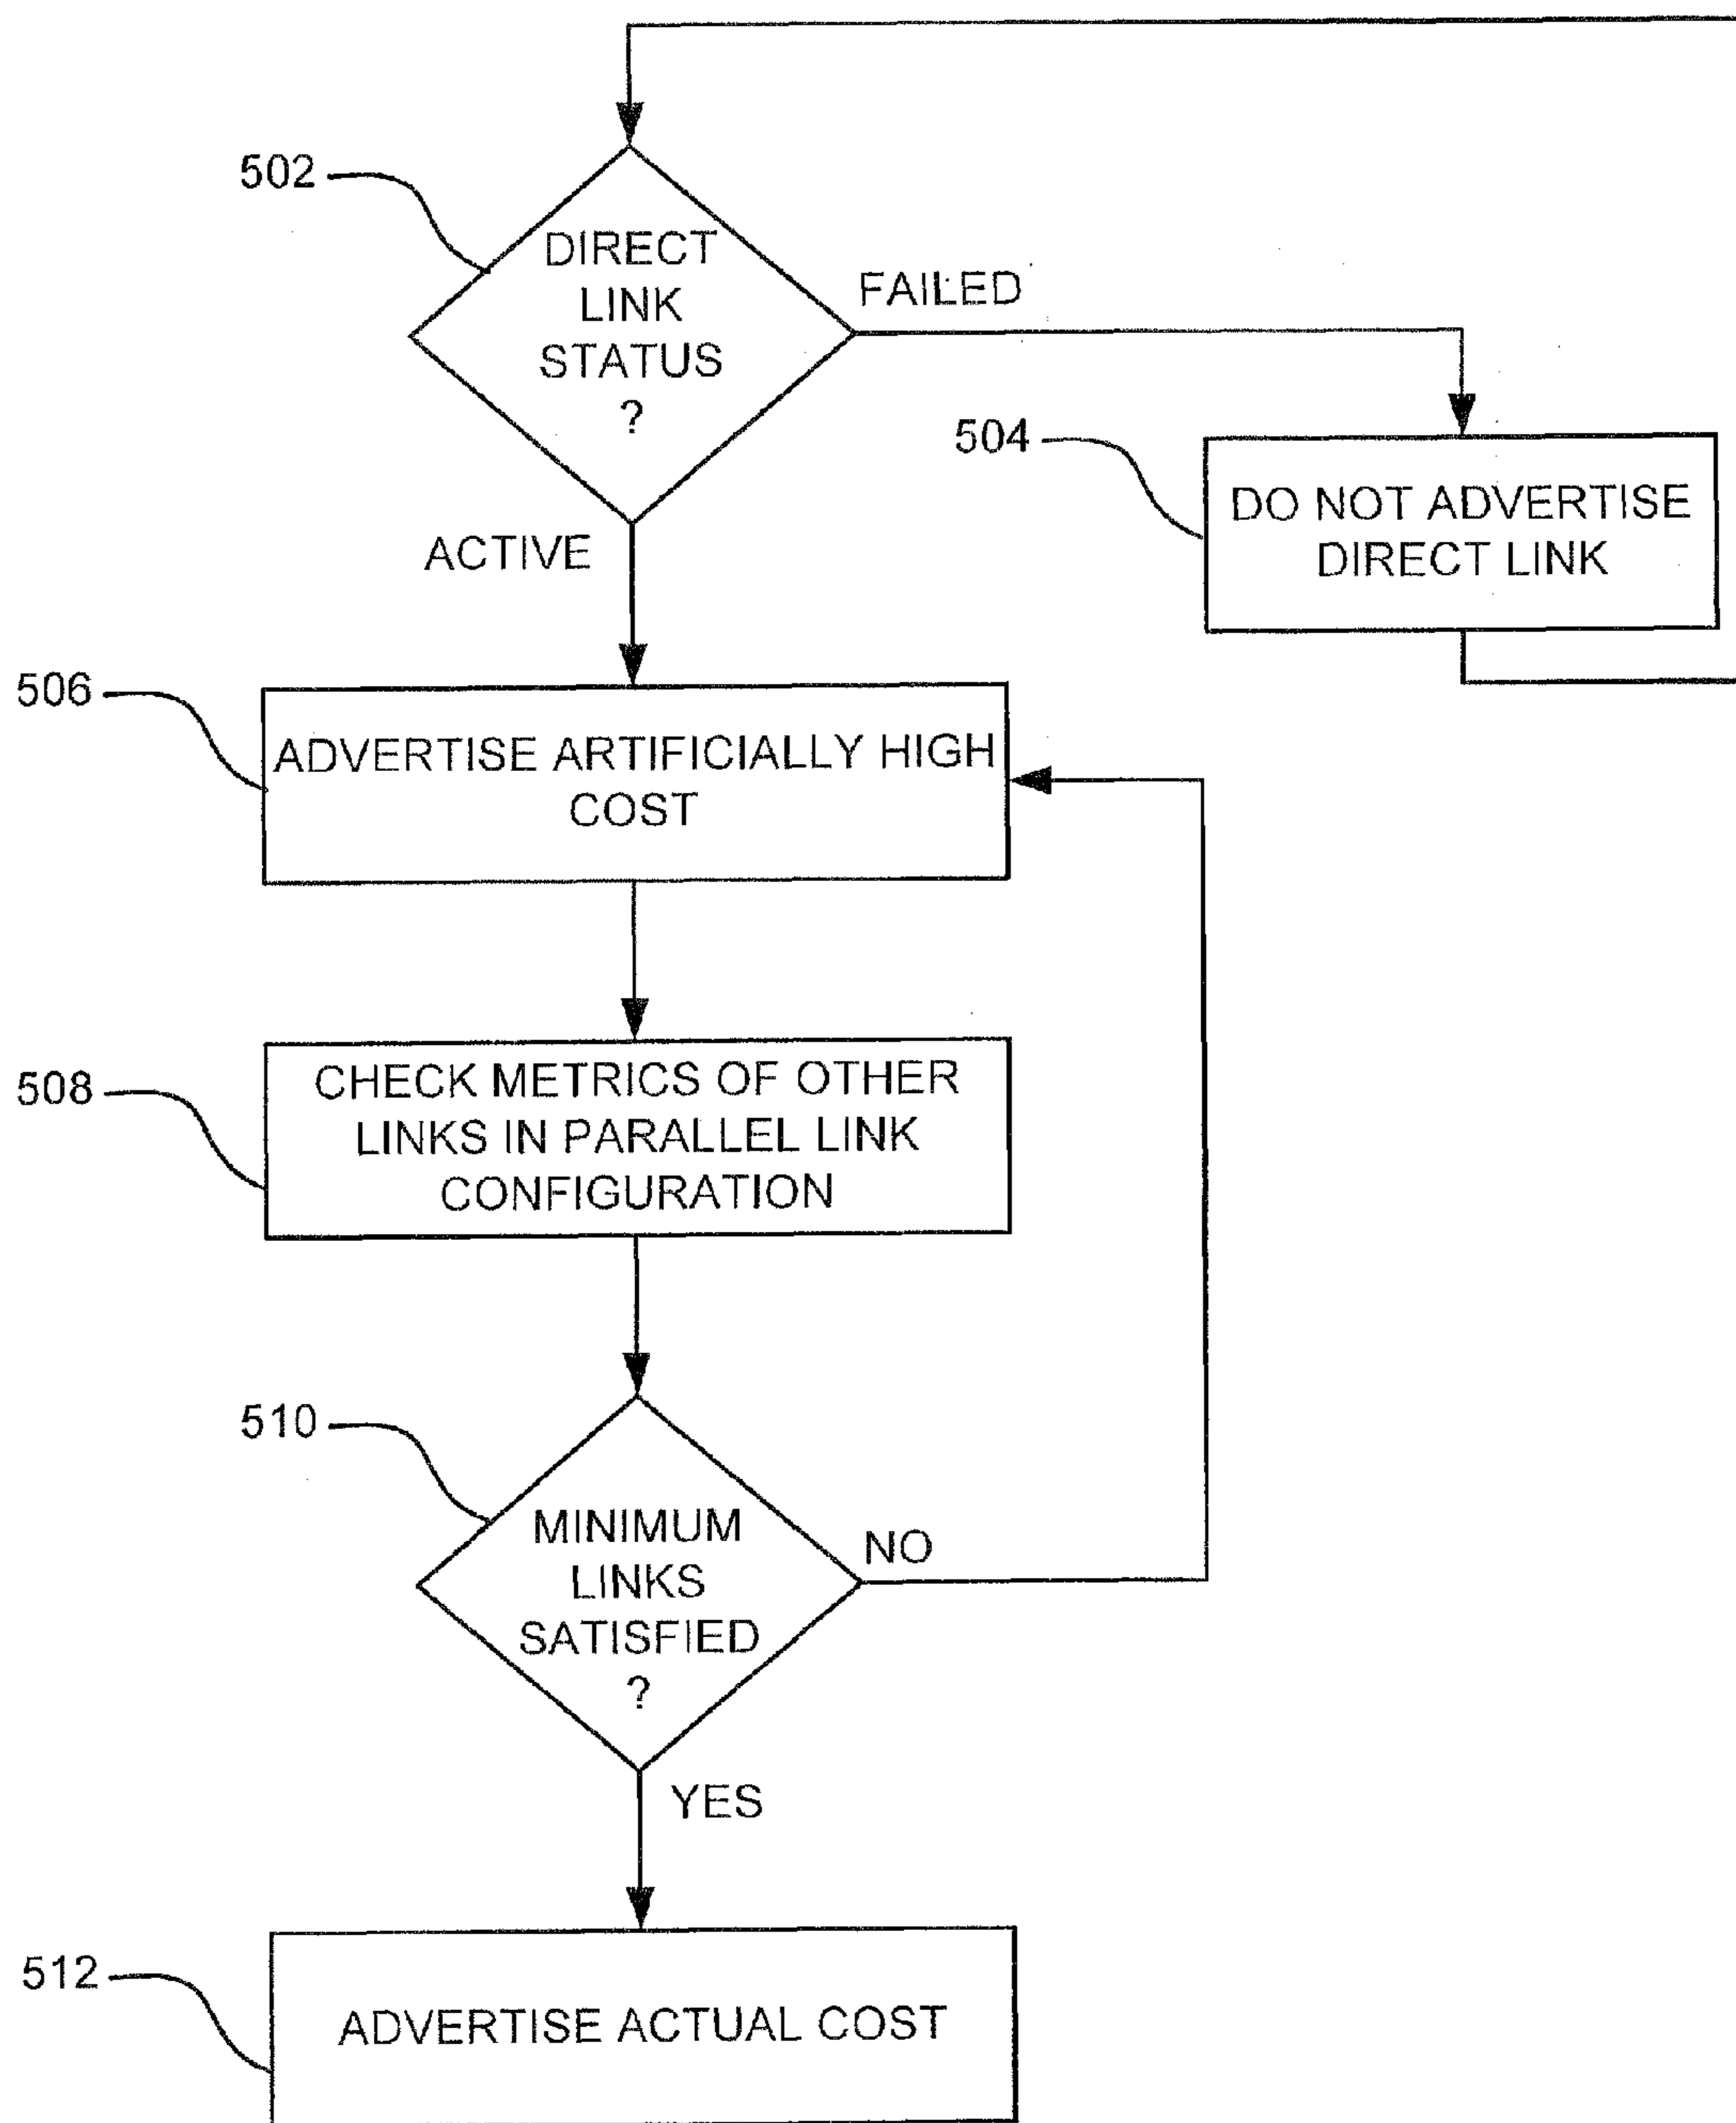 502
DIRECT
LINK
STATUS
?
FAILED
504
DO NOT ADVERTISE
DIRECT LINK
ACTIVE
506
ADVERTISE ARTIFICIALLY HIGH
COST
508
CHECK METRICS OF OTHER
LINKS IN PARALLEL LINK
CONFIGURATION
510
MINIMUM
LINKS
SATISFIED
?
NO
YES
512
ADVERTISE ACTUAL COST